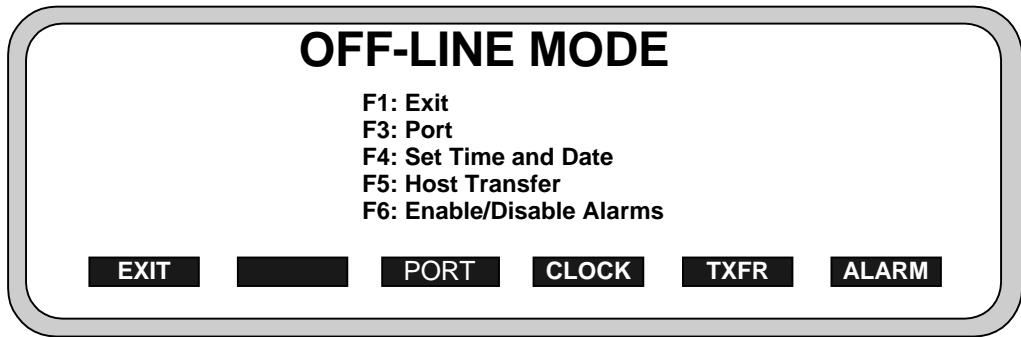 OFF-LINE MODE
F1: Exit
F3: Port
F4: Set Time and Date
F5: Host Transfer
F6: Enable/Disable Alarms
EXIT PORT CLOCK TXFR ALARM